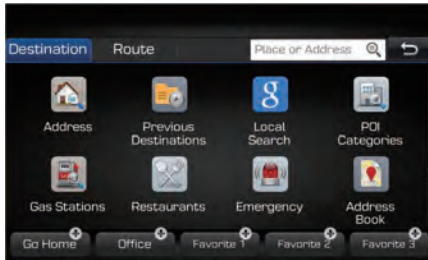 Destination Route Place or Address
Address Previous Destinations Local Search POI Categories
Gas Stations Restaurants Emergency Address Book
Go Home Office Favorite 1 Favorite 2 Favorite 3